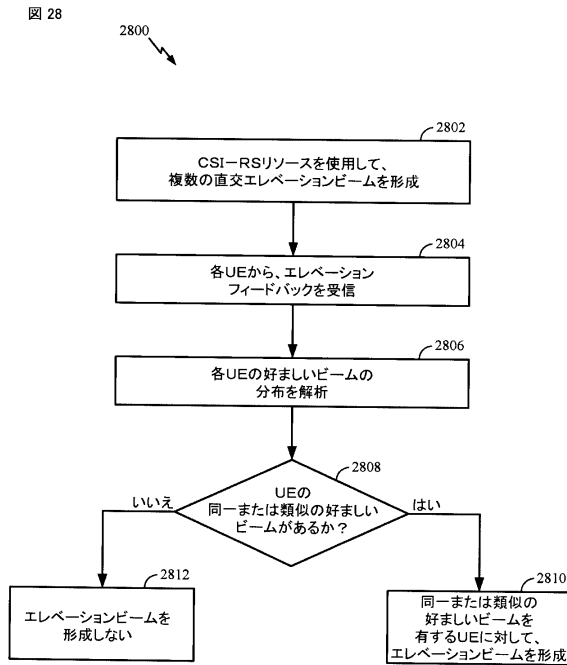 図 28
2800
2802
CSI－RSリソースを使用して、
複数の直交エレベーションビームを形成
2804
各UEから、エレベーション
フィードバックを受信
2806
各UEの好ましいビームの
分布を解析
2808
UEの
同一または類似の好ましい
ビームがあるか？
いいえ
はい
2812
エレベーションビームを
形成しない
2810
同一または類似の
好ましいビームを
有するUEに対して、
エレベーションビームを形成